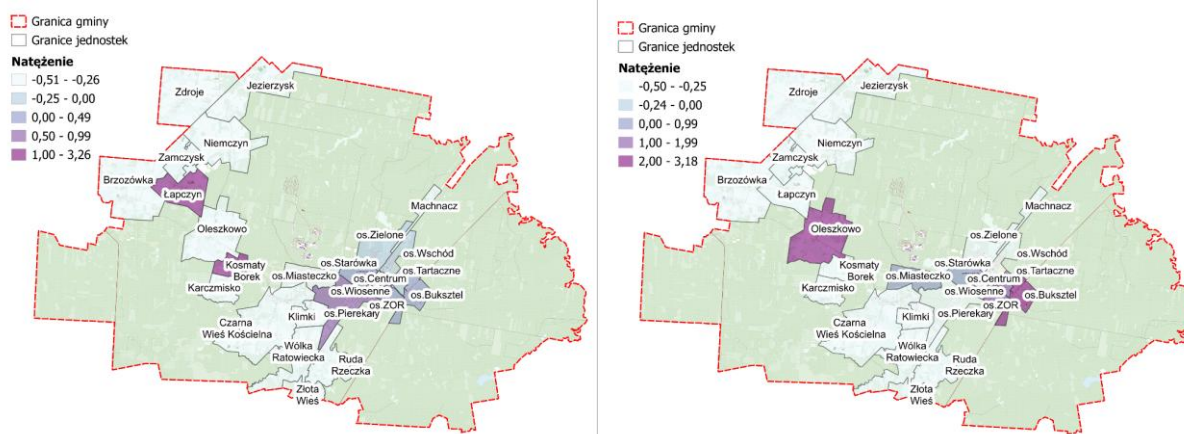 Granica gminy
Granice jednostek
Natężenie
-0,51 - -0,26
-0,25 - 0,00
0,00 - 0,49
0,50 - 0,99
1,00 - 3,26
Zdroje
Jezierzysk
Niemczyn
Zamczysk
Brzozówka
Łapczyn
Machnacz
Oleszkowo
os.Zielone
os.Wschód
os.Starówka
Kosmaty
Borek
os.Miasteczko
os.Centrum
os.Tartaczne
Karczmisko
os.Wiosenne
os.Buksztel
os.ZOR
Klimki
os.Pierekały
Czarna
Wieś Kościelna
Wólka
Ratowiecka
Ruda
Rzeczka
Złota
Wieś
Granica gminy
Granice jednostek
Natężenie
-0,50 - -0,25
-0,24 - 0,00
0,00 - 0,99
1,00 - 1,99
2,00 - 3,18
Zdroje
Jezierzysk
Niemczyn
Zamczysk
Brzozówka
Łapczyn
Machnacz
Oleszkowo
os.Zielone
os.Wschód
os.Starówka
Kosmaty
Borek
os.Miasteczko
os.Centrum
os.Tartaczne
Karczmisko
os.Wiosenne
os.Buksztel
os.ZOR
Klimki
os.Pierekały
Czarna
Wieś Kościelna
Wólka
Ratowiecka
Ruda
Rzeczka
Złota
Wieś